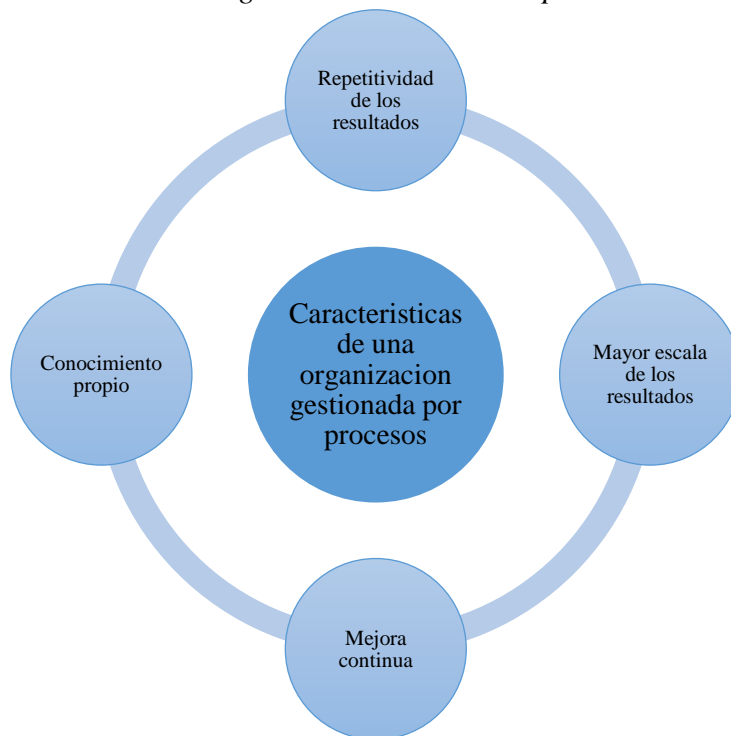 Repetitividad
de los
resultados
Caracteristicas
de una
organizacion
gestionada por
procesos
Conocimiento
propio
Mayor escala
de los
resultados
Mejora
continua